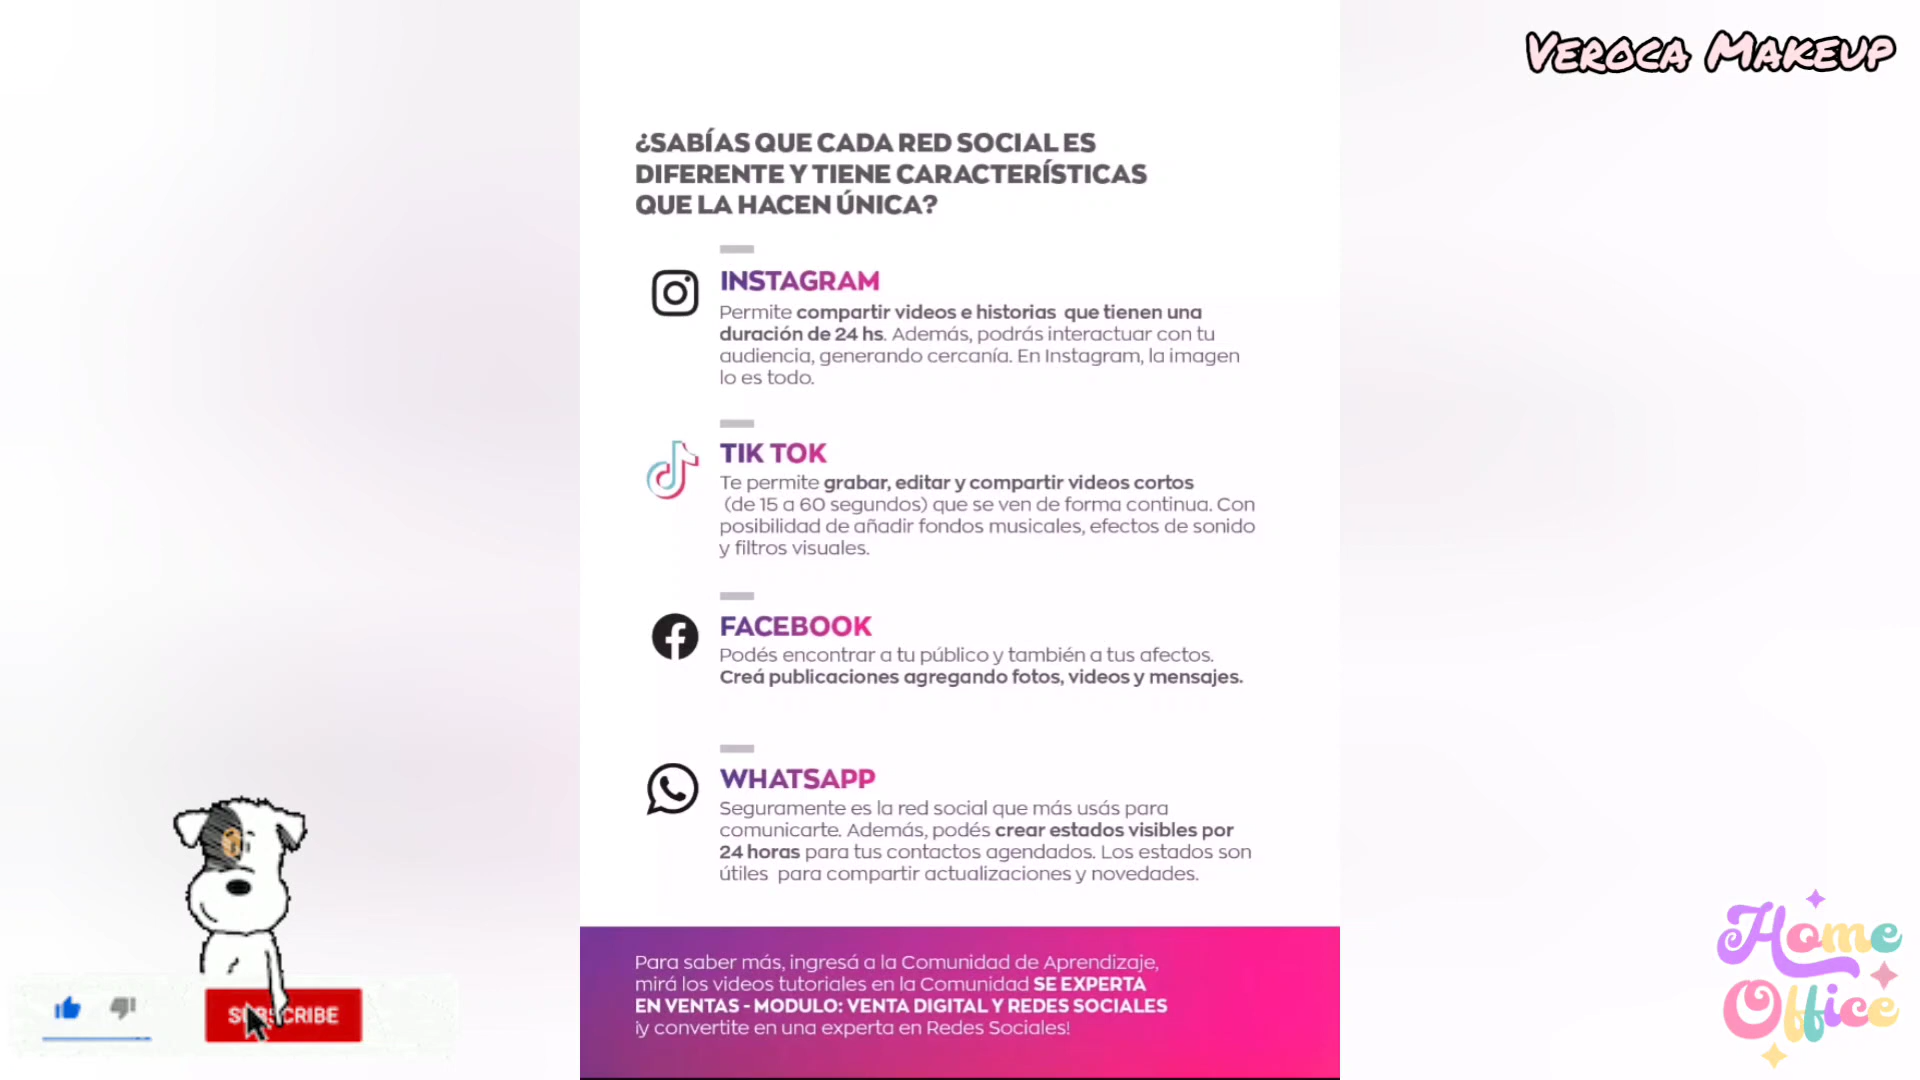 Veroca Makeup
¿SABÍAS QUE CADA RED SOCIAL ES
DIFERENTE Y TIENE CARACTERÍSTICAS
QUE LA HACEN ÚNICA?
INSTAGRAM
Permite compartir videos e historias que tienen una
duración de 24 hs. Además, podrás interactuar con tu
audiencia, generando cercanía. En Instagram, la imagen
lo es todo.
TIK TOK
Te permite grabar, editar y compartir videos cortos
(de 15 a 60 segundos) que se ven de forma continua. Con
posibilidad de añadir fondos musicales, efectos de sonido
y filtros visuales.
FACEBOOK
Podés encontrar a tu público y también a tus afectos.
Creá publicaciones agregando fotos, videos y mensajes.
WHATSAPP
Seguramente es la red social que más usás para
comunicarte. Además, podés crear estados visibles por
24 horas para tus contactos agendados. Los estados son
útiles para compartir actualizaciones y novedades.
Para saber más, ingresá a la Comunidad de Aprendizaje,
mirá los videos tutoriales en la Comunidad SE EXPERTA
EN VENTAS - MODULO: VENTA DIGITAL Y REDES SOCIALES
¡y convertite en una experta en Redes Sociales!
SUBSCRIBE
Home
Office